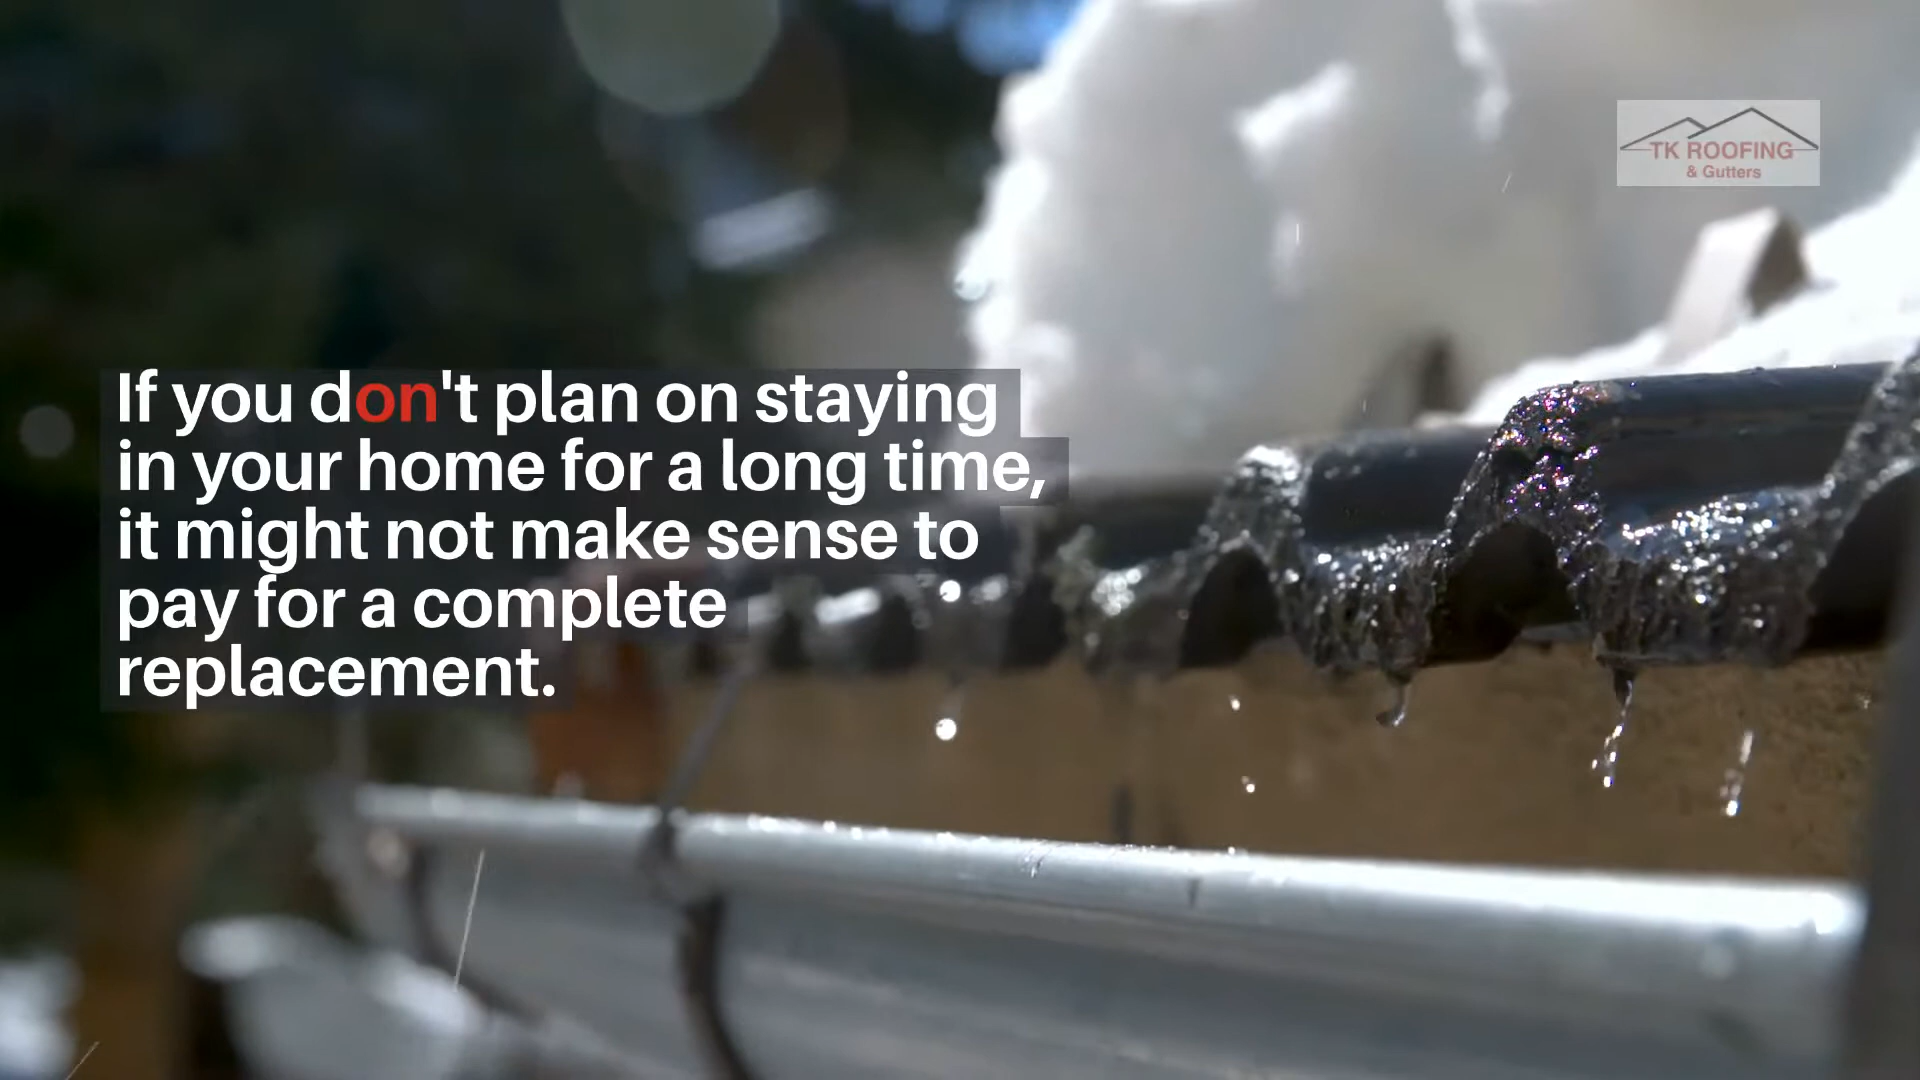 TK ROOFING
& Gutters
If you don't plan on staying
in your home for a long time,
it might not make sense to
pay for a complete
replacement.